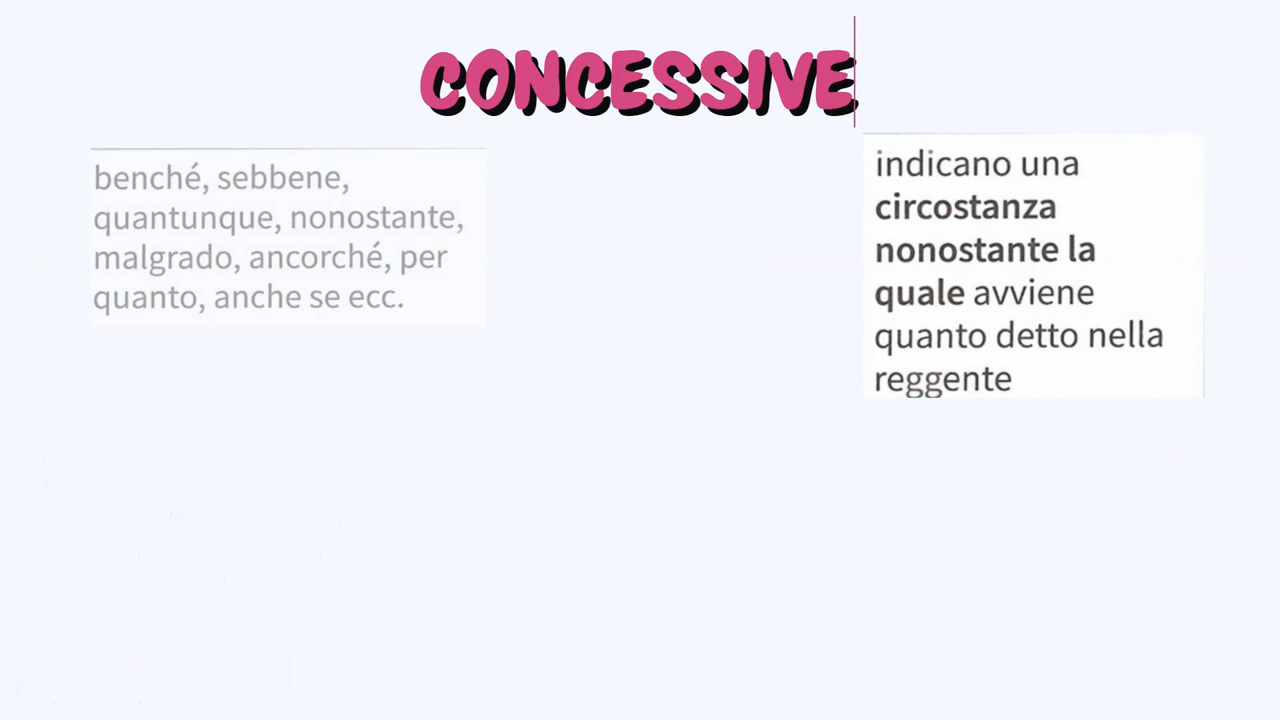 CONCESSIVE
benché, sebbene,
quantunque, nonostante,
malgrado, ancorché, per
quanto, anche se ecc.
indicano una
circostanza
nonostante la
quale avviene
quanto detto nella
reggente